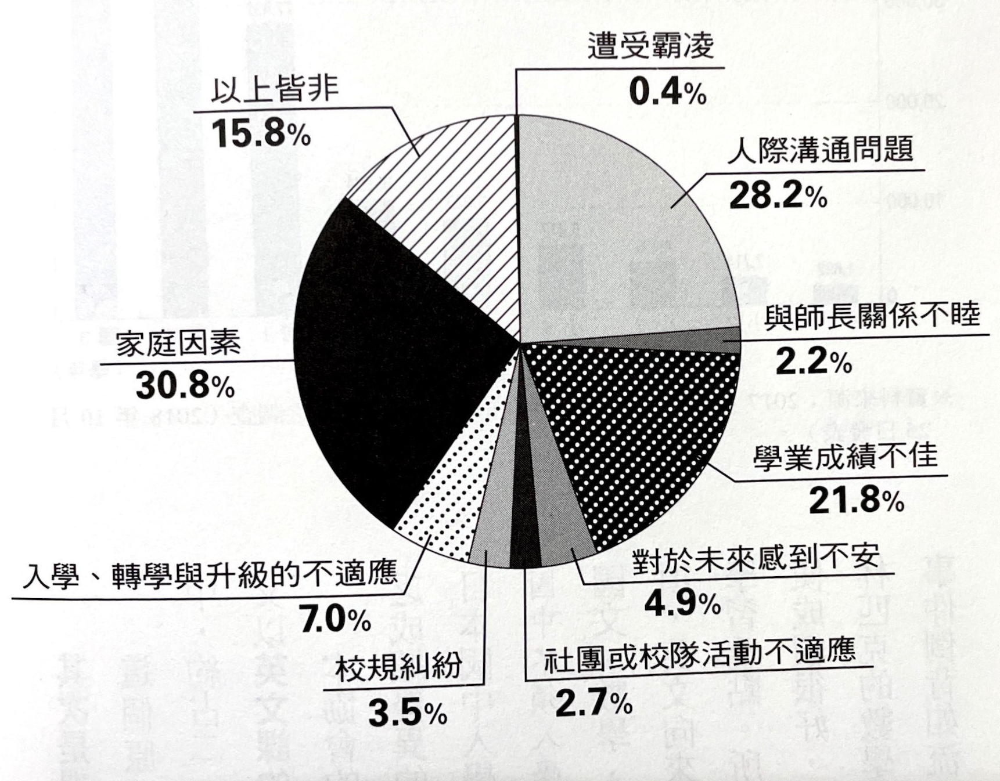 遭受霸凌
0.4%
以上皆非
15.8%
人際溝通問題
28.2%
與師長關係不睦
2.2%
家庭因素
30.8%
學業成績不佳
21.8%
對於未來感到不安
4.9%
入學、轉學與升級的不適應
7.0%
社團或校隊活動不適應
2.7%
校規糾紛
3.5%